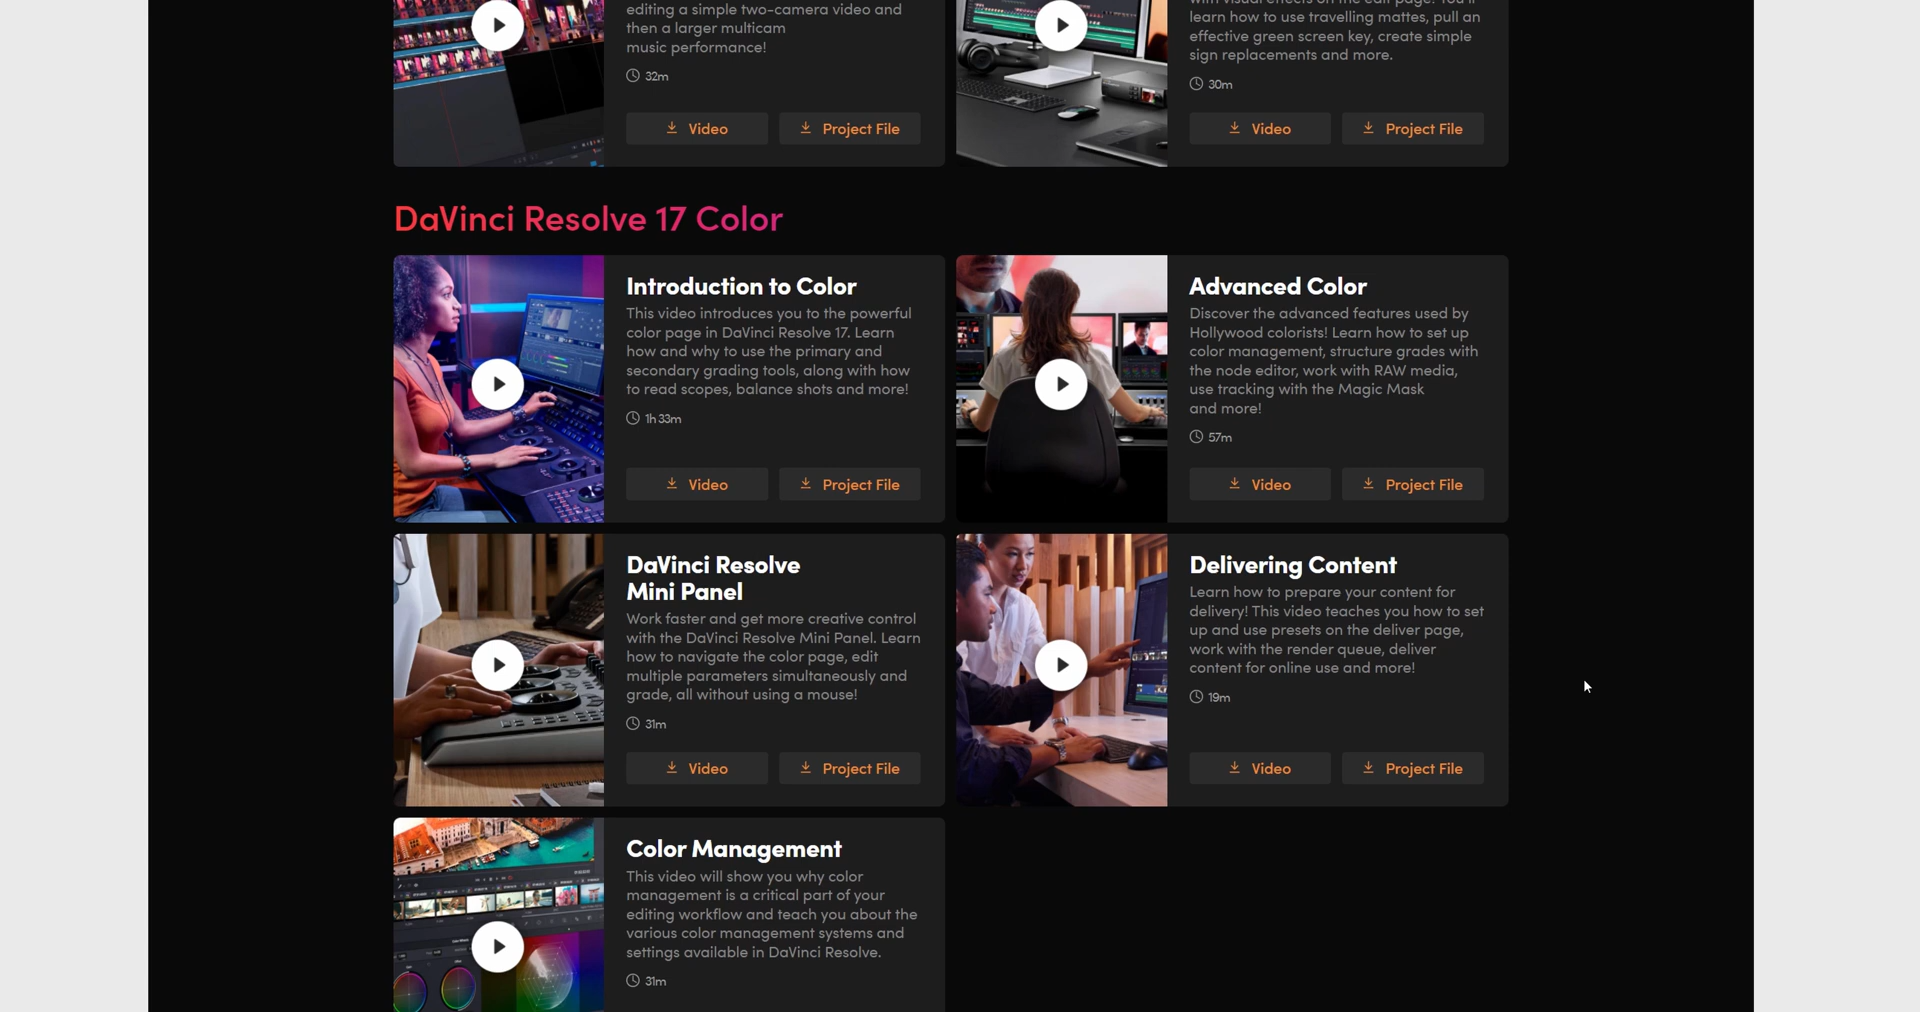 editing a simple two-camera video and
then a larger multicam
music performance!
32m
Video
Project File
learn how to use travelling mattes, pull an
effective green screen key, create simple
sign replacements and more.
30m
Video
Project File
DaVinci Resolve 17 Color
Introduction to Color
This video introduces you to the powerful
color page in DaVinci Resolve 17. Learn
how and why to use the primary and
secondary grading tools, along with how
to read scopes, balance shots and more!
1h 33m
Video
Project File
Advanced Color
Discover the advanced features used by
Hollywood colorists! Learn how to set up
color management, structure grades with
the node editor, work with RAW media,
use tracking with the Magic Mask
and more!
57m
Video
Project File
DaVinci Resolve
Mini Panel
Work faster and get more creative control
with the DaVinci Resolve Mini Panel. Learn
how to navigate the color page, edit
multiple parameters simultaneously and
grade, all without using a mouse!
31m
Video
Project File
Delivering Content
Learn how to prepare your content for
delivery! This video teaches you how to set
up and use presets on the deliver page,
work with the render queue, deliver
content for online use and more!
19m
Video
Project File
Color Management
This video will show you why color
management is a critical part of your
editing workflow and teach you about the
various color management systems and
settings available in DaVinci Resolve.
31m